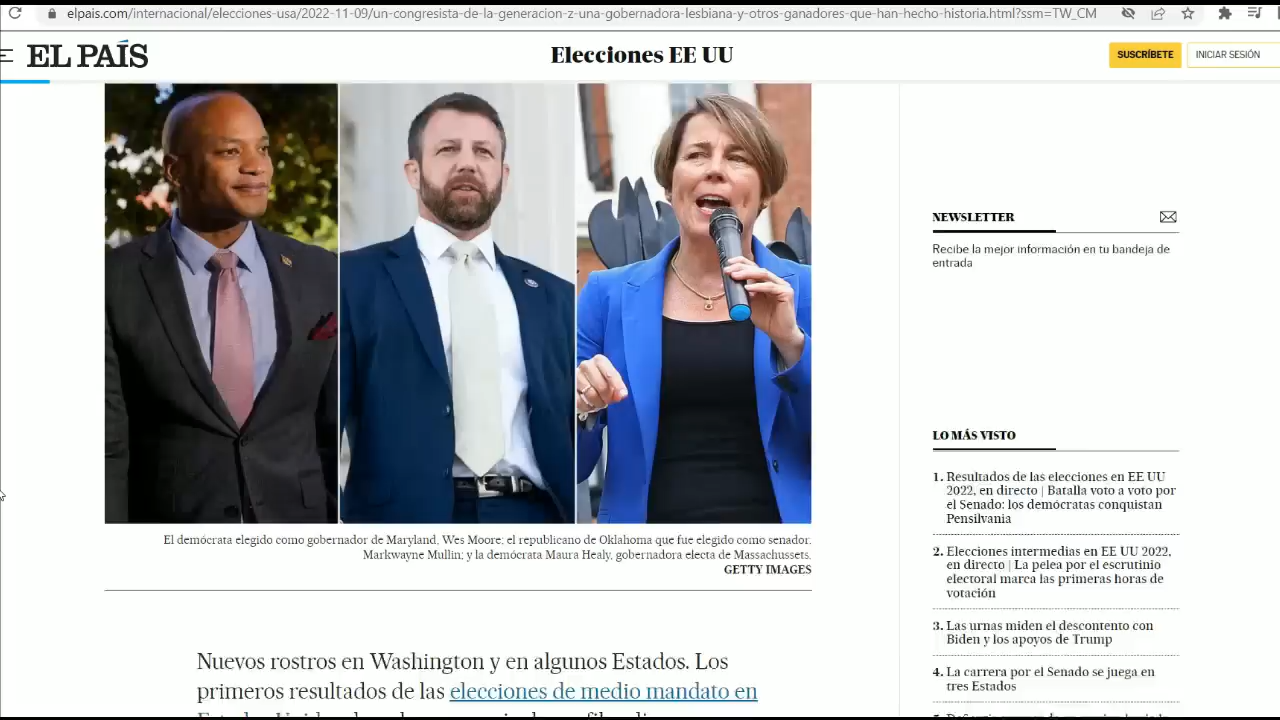 elpais.com/internacional/elecciones-usa/2022-11-09/un-congresista-de-la-generacion-z-una-gobernadora-lesbiana-y-otros-ganadores-que-han-hecho-historia.html?ssm=TW_CM
EL PAÍS
Elecciones EE UU
SUSCRÍBETE
INICIAR SESIÓN
El demócrata elegido como gobernador de Maryland, Wes Moore; el republicano de Oklahoma que fue elegido como senador,
Markwayne Mullin; y la demócrata Maura Healy, gobernadora electa de Massachussets.
GETTY IMAGES
Nuevos rostros en Washington y en algunos Estados. Los
primeros resultados de las elecciones de medio mandato en
NEWSLETTER
Recibe la mejor información en tu bandeja de
entrada
LO MÁS VISTO
1. Resultados de las elecciones en EE UU
2022, en directo | Batalla voto a voto por
el Senado: los demócratas conquistan
Pensilvania
2. Elecciones intermedias en EE UU 2022,
en directo | La pelea por el escrutinio
electoral marca las primeras horas de
votación
3. Las urnas miden el descontento con
Biden y los apoyos de Trump
4. La carrera por el Senado se juega en
tres Estados